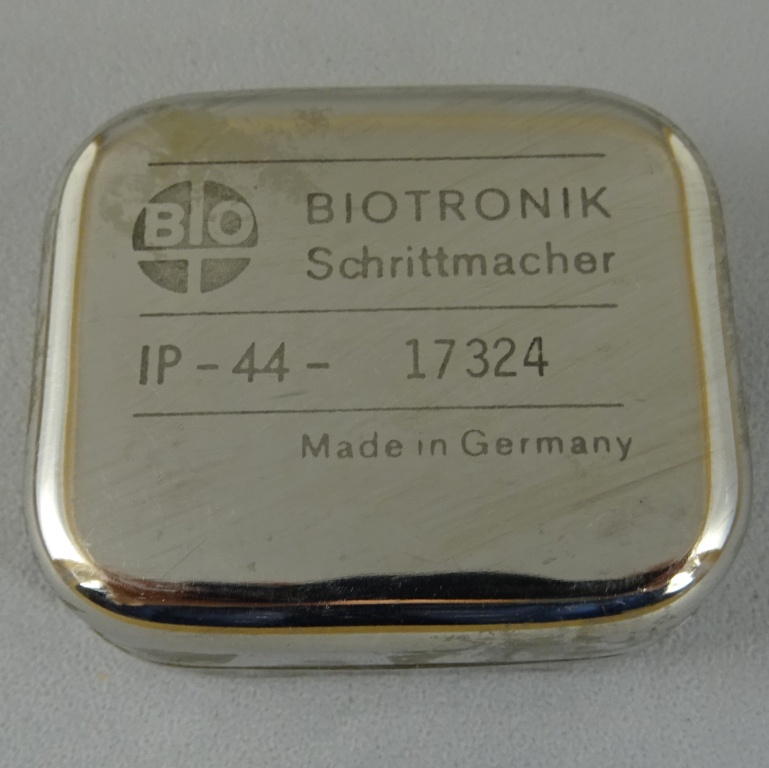 BIO
BIOTRONIK
Schrittmacher
IP - 44 - 17324
Made in Germany